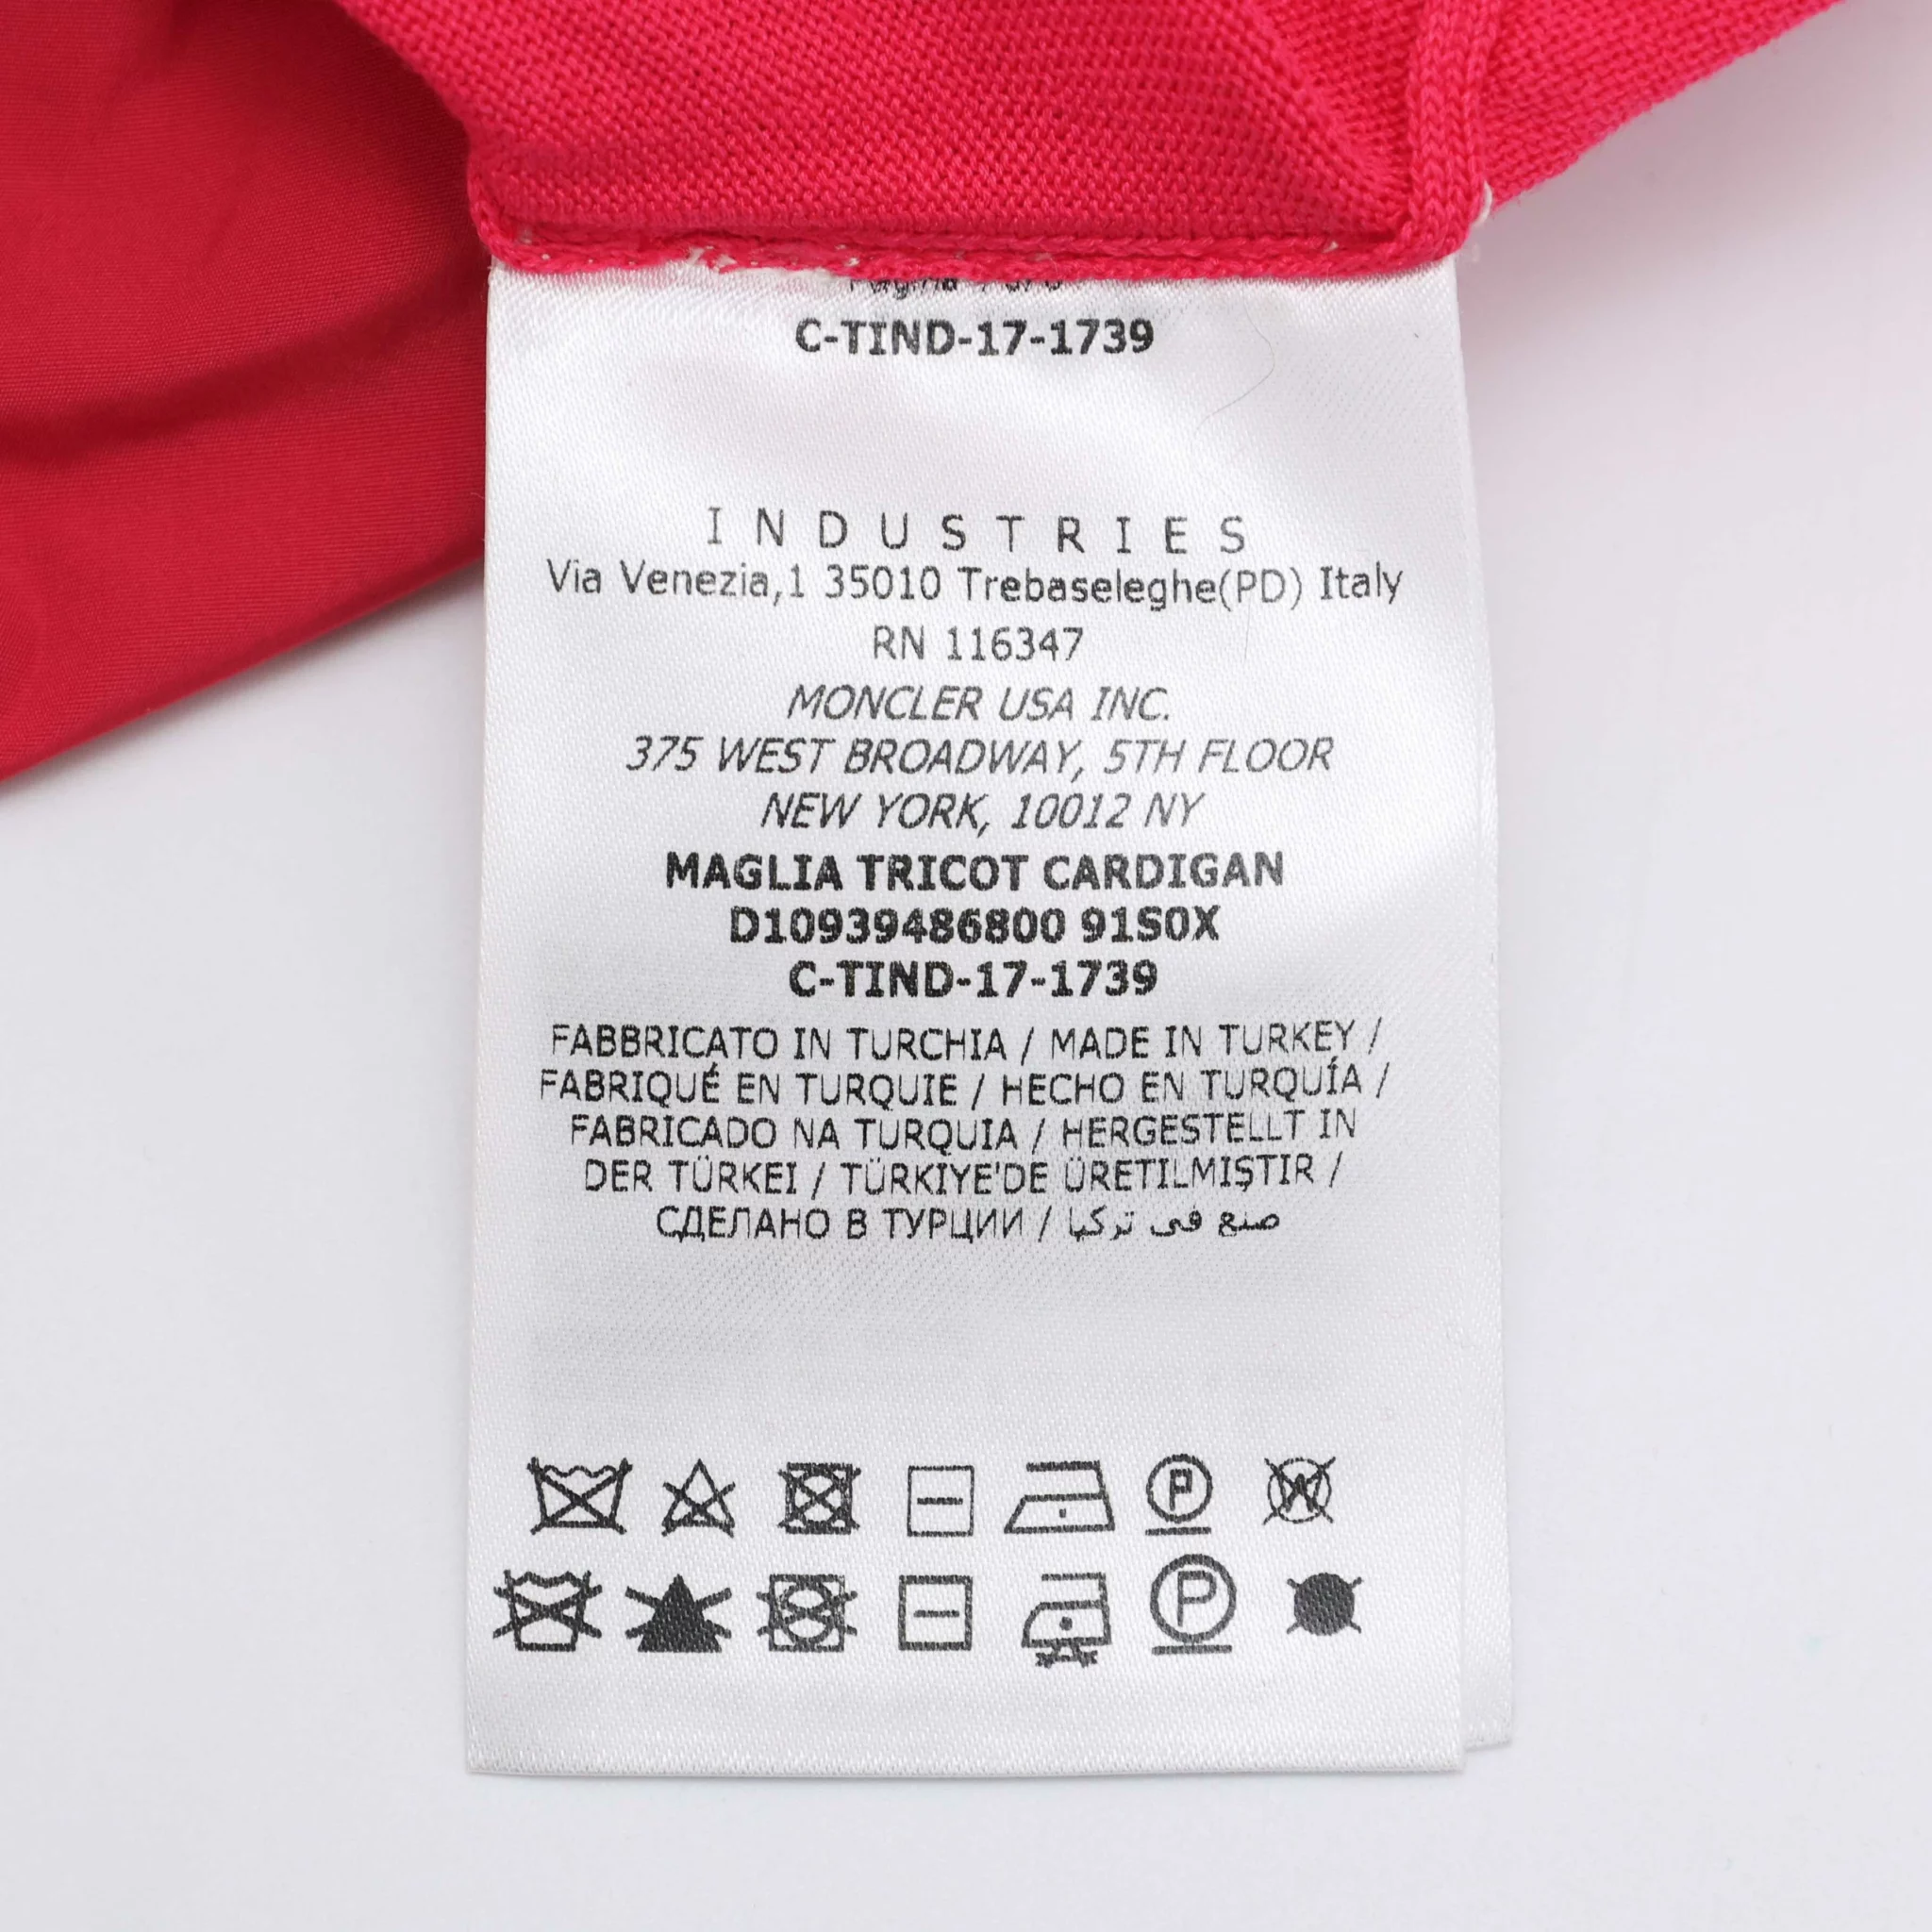 C-TIND-17-1739
INDUSTRIES
Via Venezia,1 35010 Trebaseleghe(PD) Italy
RN 116347
MONCLER USA INC.
375 WEST BROADWAY, 5TH FLOOR
NEW YORK, 10012 NY
MAGLIA TRICOT CARDIGAN
D10939486800 91S0X
C-TIND-17-1739
FABBRICATO IN TURCHIA / MADE IN TURKEY /
FABRIQUÉ EN TURQUIE / HECHO EN TURQUÍA /
FABRICADO NA TURQUIA / HERGESTELLT IN
DER TÜRKEI / TÜRKIYE'DE ÜRETILMIŞTIR /
СДЕЛАНО В ТУРЦИИ / صنع فى تركيا
P W
P